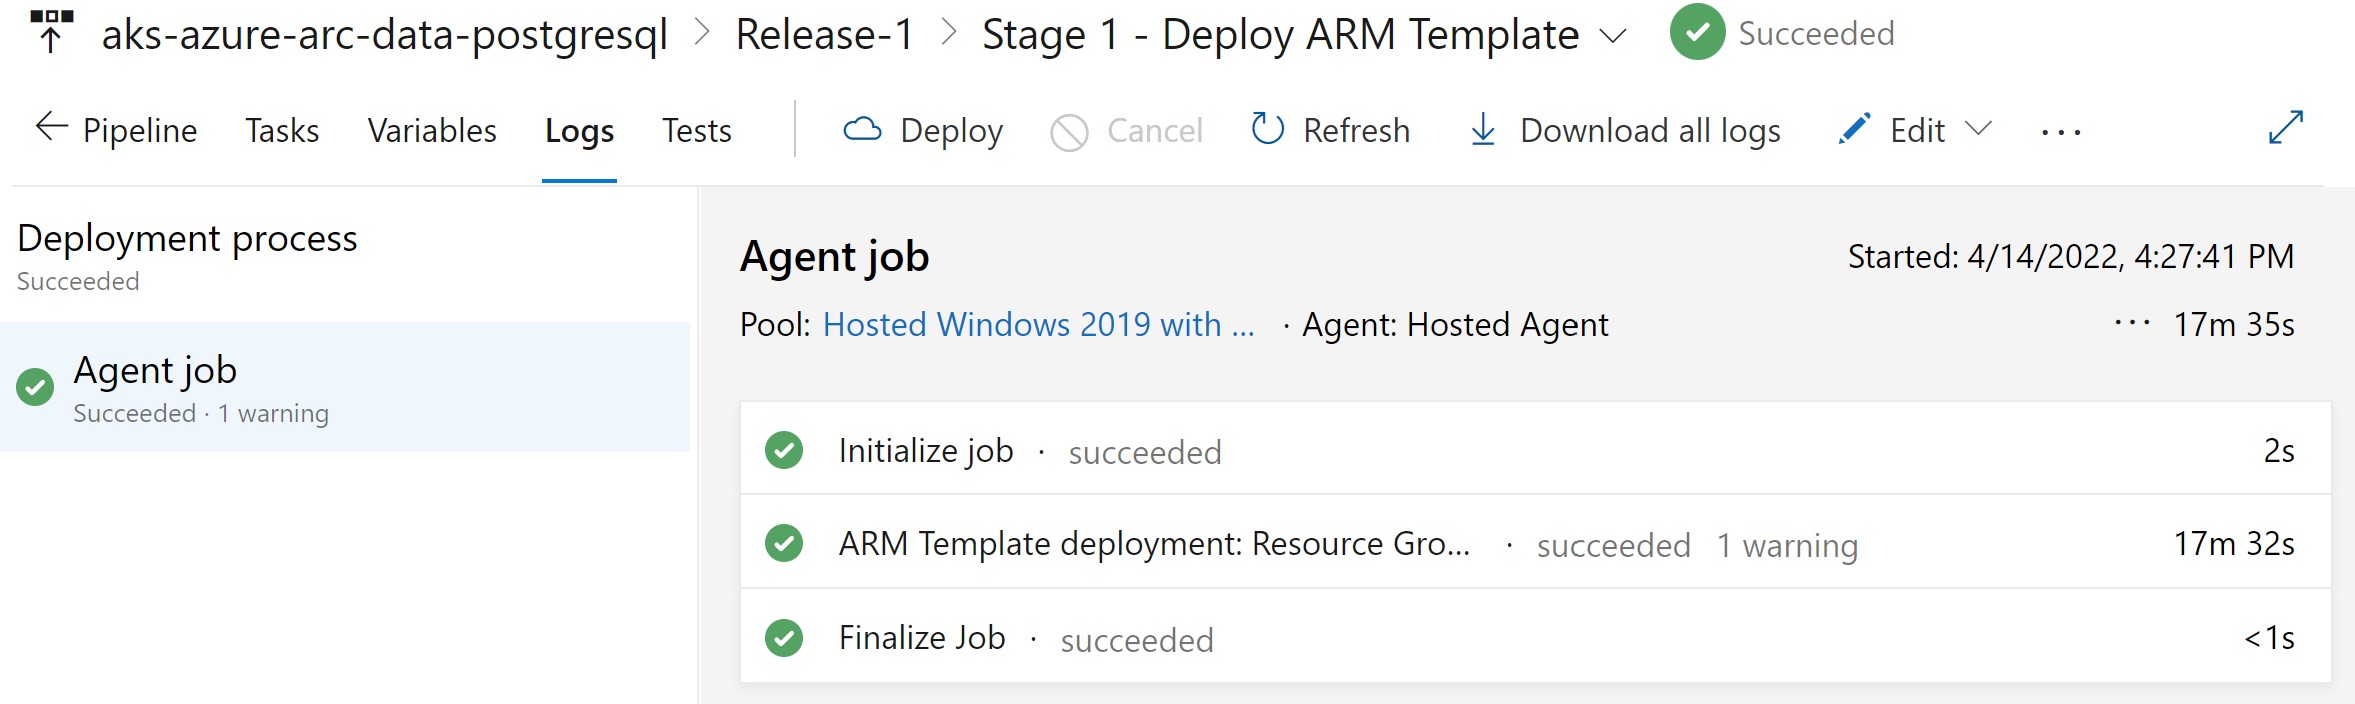 aks-azure-arc-data-postgresql > Release-1 > Stage 1 - Deploy ARM Template Succeeded
Pipeline Tasks Variables Logs Tests Deploy Cancel Refresh Download all logs Edit ...
Deployment process
Succeeded
Agent job
Succeeded · 1 warning
Agent job Started: 4/14/2022, 4:27:41 PM
Pool: Hosted Windows 2019 with ... · Agent: Hosted Agent ... 17m 35s
Initialize job · succeeded 2s
ARM Template deployment: Resource Gro... · succeeded 1 warning 17m 32s
Finalize Job · succeeded <1s